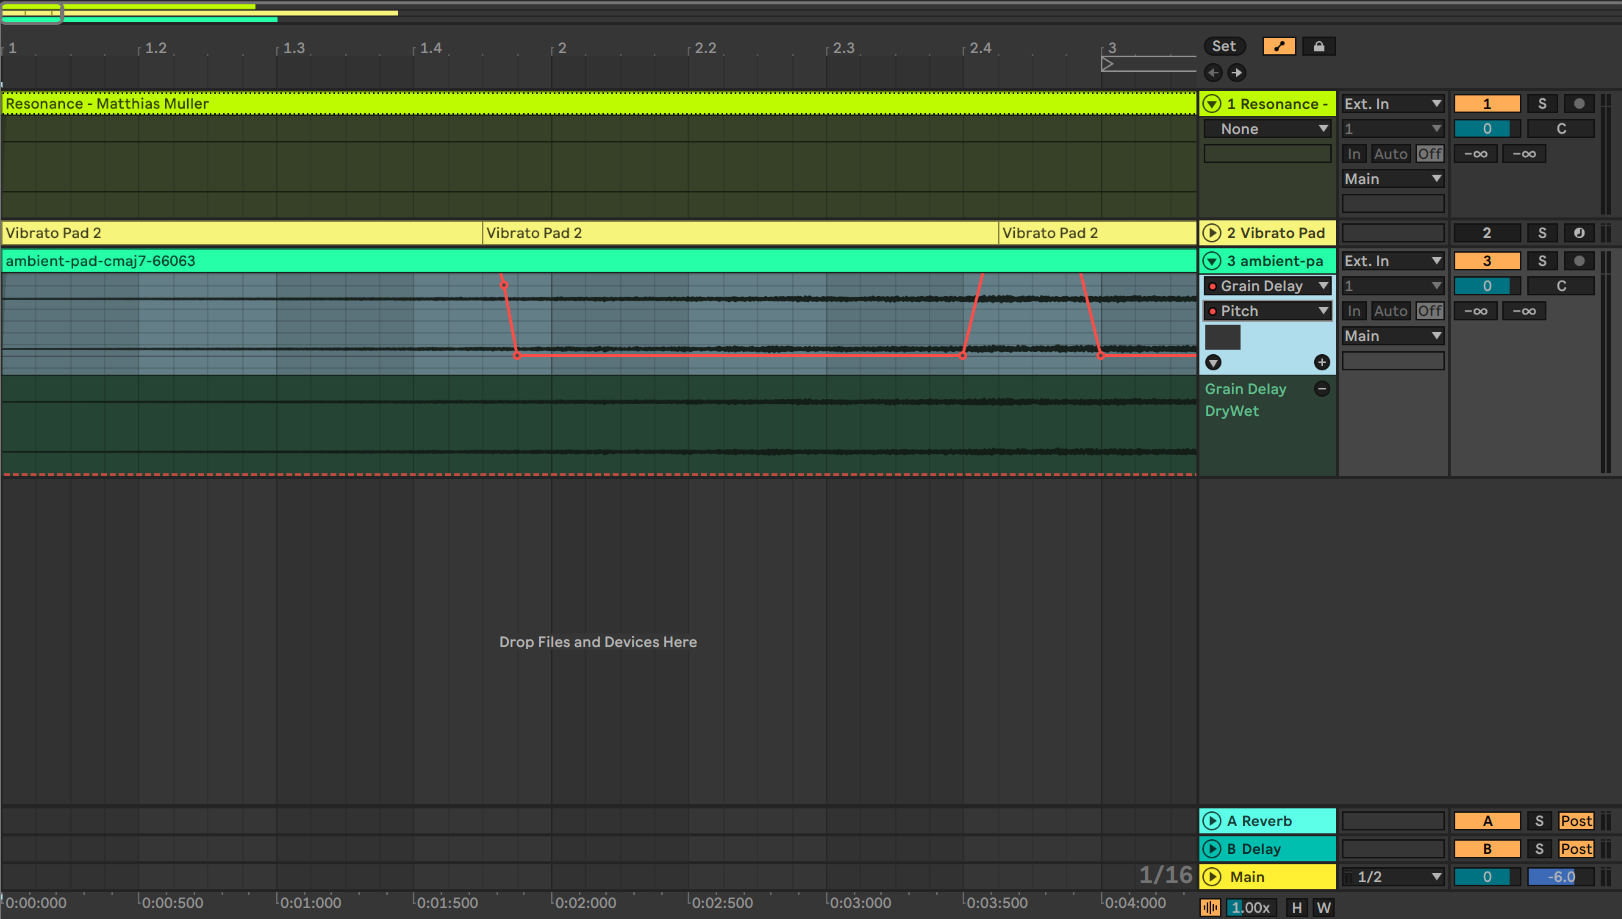 1 1.2 1.3 1.4 2 2.2 2.3 2.4 3 Set
Resonance - Matthias Muller 1 Resonance - Ext. In 1 S
None 1 0 C
In Auto Off -∞ -∞
Main
Vibrato Pad 2 Vibrato Pad 2 Vibrato Pad 2 2 Vibrato Pad 2 S
ambient-pad-cmaj7-66063 3 ambient-pa Ext. In 3 S
Grain Delay 1 0 C
Pitch In Auto Off -∞ -∞
Main
Grain Delay
DryWet
Drop Files and Devices Here
A Reverb A S Post
B Delay B S Post
1/16 Main 1/2 0 -6.0
0:00:000 0:00:500 0:01:000 0:01:500 0:02:000 0:02:500 0:03:000 0:03:500 0:04:000 1.00x H W